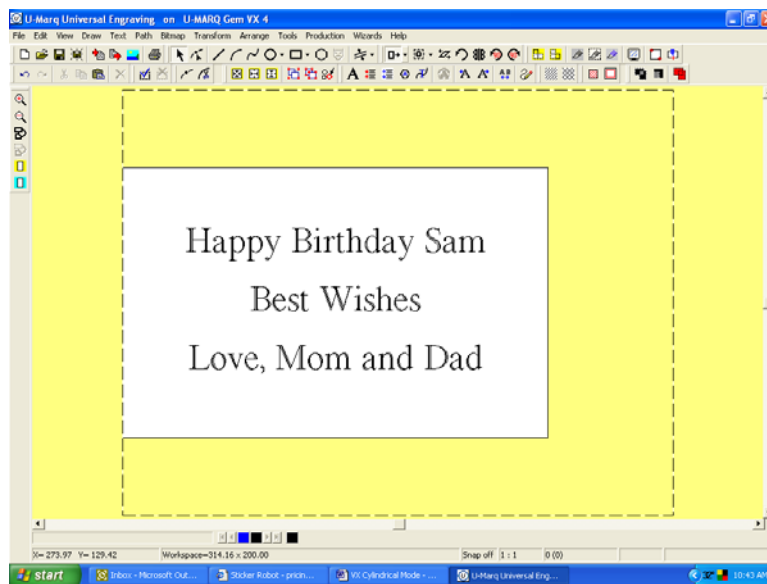 U-Marq Universal Engraving on U-MARQ Gem VX 4
File Edit View Draw Text Path Bitmap Transform Arrange Tools Production Wizards Help
Happy Birthday Sam
Best Wishes
Love, Mom and Dad
X= 273.97 Y= 129.42 Workspace=314.16 x 200.00 Snap off 1 : 1 0 (0)
start Inbox - Microsoft Out... Sticker Robot - pricin... VX Cylindrical Mode - ... U-Marq Universal Eng... 10:43 AM